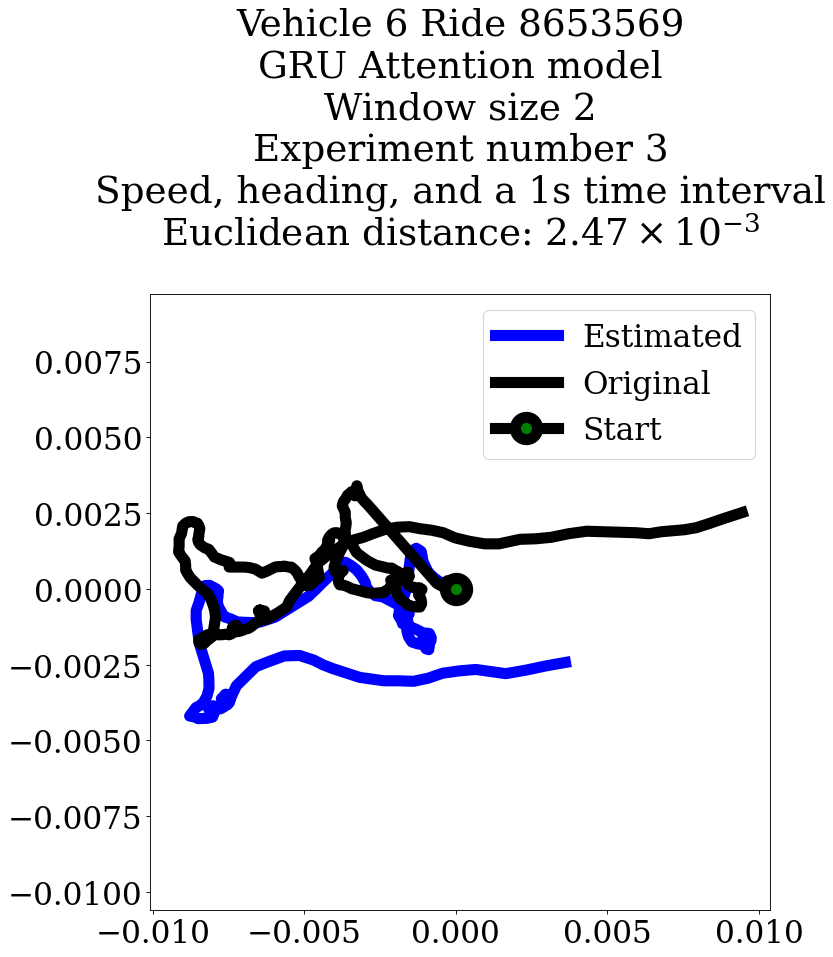 Vehicle 6 Ride 8653569
GRU Attention model
Window size 2
Experiment number 3
Speed, heading, and a 1s time interval
Euclidean distance: 2.47 × 10⁻³
Estimated
Original
Start
0.0075
0.0050
0.0025
0.0000
−0.0025
−0.0050
−0.0075
−0.0100
−0.010 −0.005 0.000 0.005 0.010